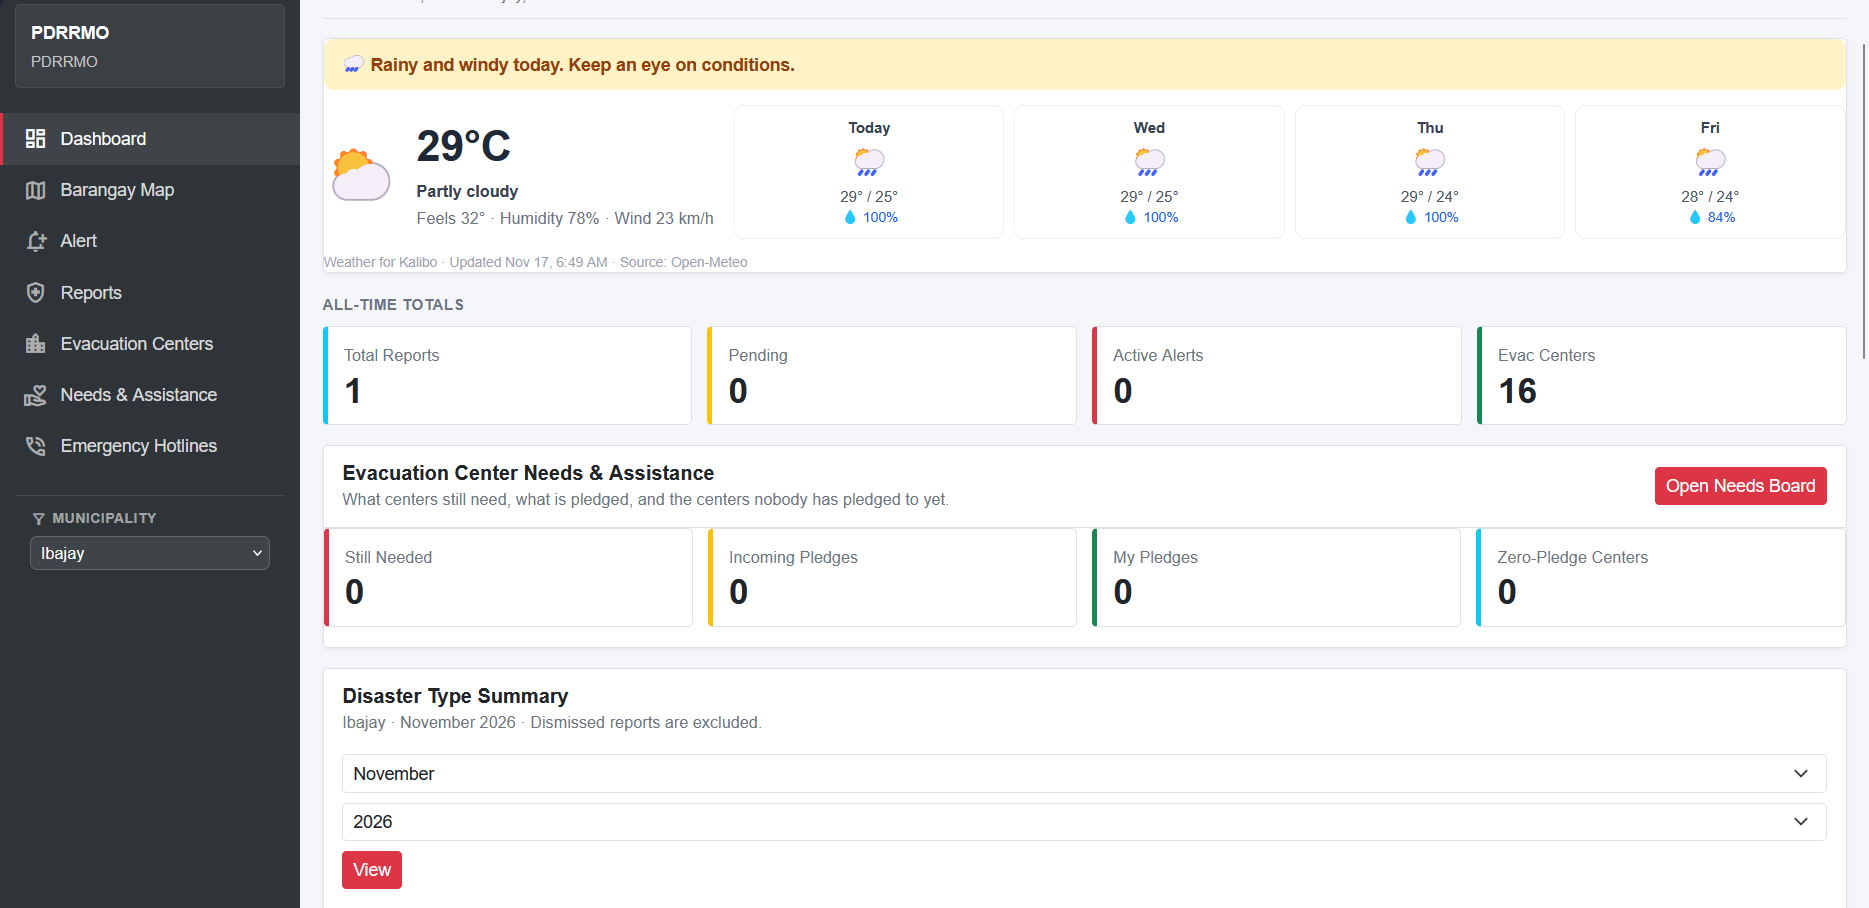 PDRRMO
PDRRMO
Dashboard
Barangay Map
Alert
Reports
Evacuation Centers
Needs & Assistance
Emergency Hotlines
MUNICIPALITY
Ibajay
Rainy and windy today. Keep an eye on conditions.
29°C
Partly cloudy
Feels 32° · Humidity 78% · Wind 23 km/h
Today
29° / 25°
100%
Wed
29° / 25°
100%
Thu
29° / 24°
100%
Fri
28° / 24°
84%
Weather for Kalibo · Updated Nov 17, 6:49 AM · Source: Open-Meteo
ALL-TIME TOTALS
Total Reports
1
Pending
0
Active Alerts
0
Evac Centers
16
Evacuation Center Needs & Assistance
What centers still need, what is pledged, and the centers nobody has pledged to yet.
Open Needs Board
Still Needed
0
Incoming Pledges
0
My Pledges
0
Zero-Pledge Centers
0
Disaster Type Summary
Ibajay · November 2026 · Dismissed reports are excluded.
November
2026
View